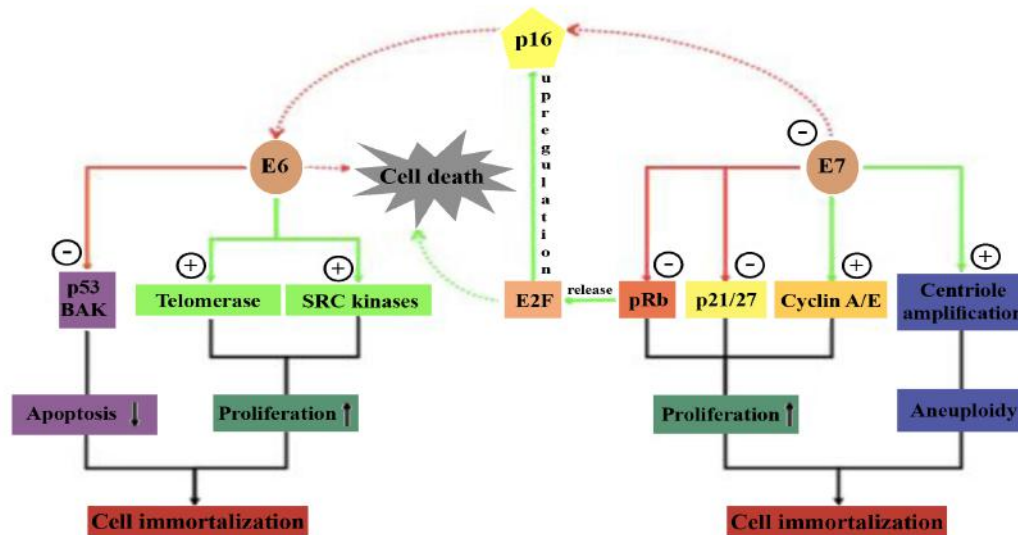 p16
upregulation
E6
Cell death
−
E7
−
+
+
−
−
+
+
p53
BAK
Telomerase
SRC kinases
E2F
release
pRb
p21/27
Cyclin A/E
Centriole
amplification
Apoptosis ↓
Proliferation ↑
Proliferation ↑
Aneuploidy
Cell immortalization
Cell immortalization